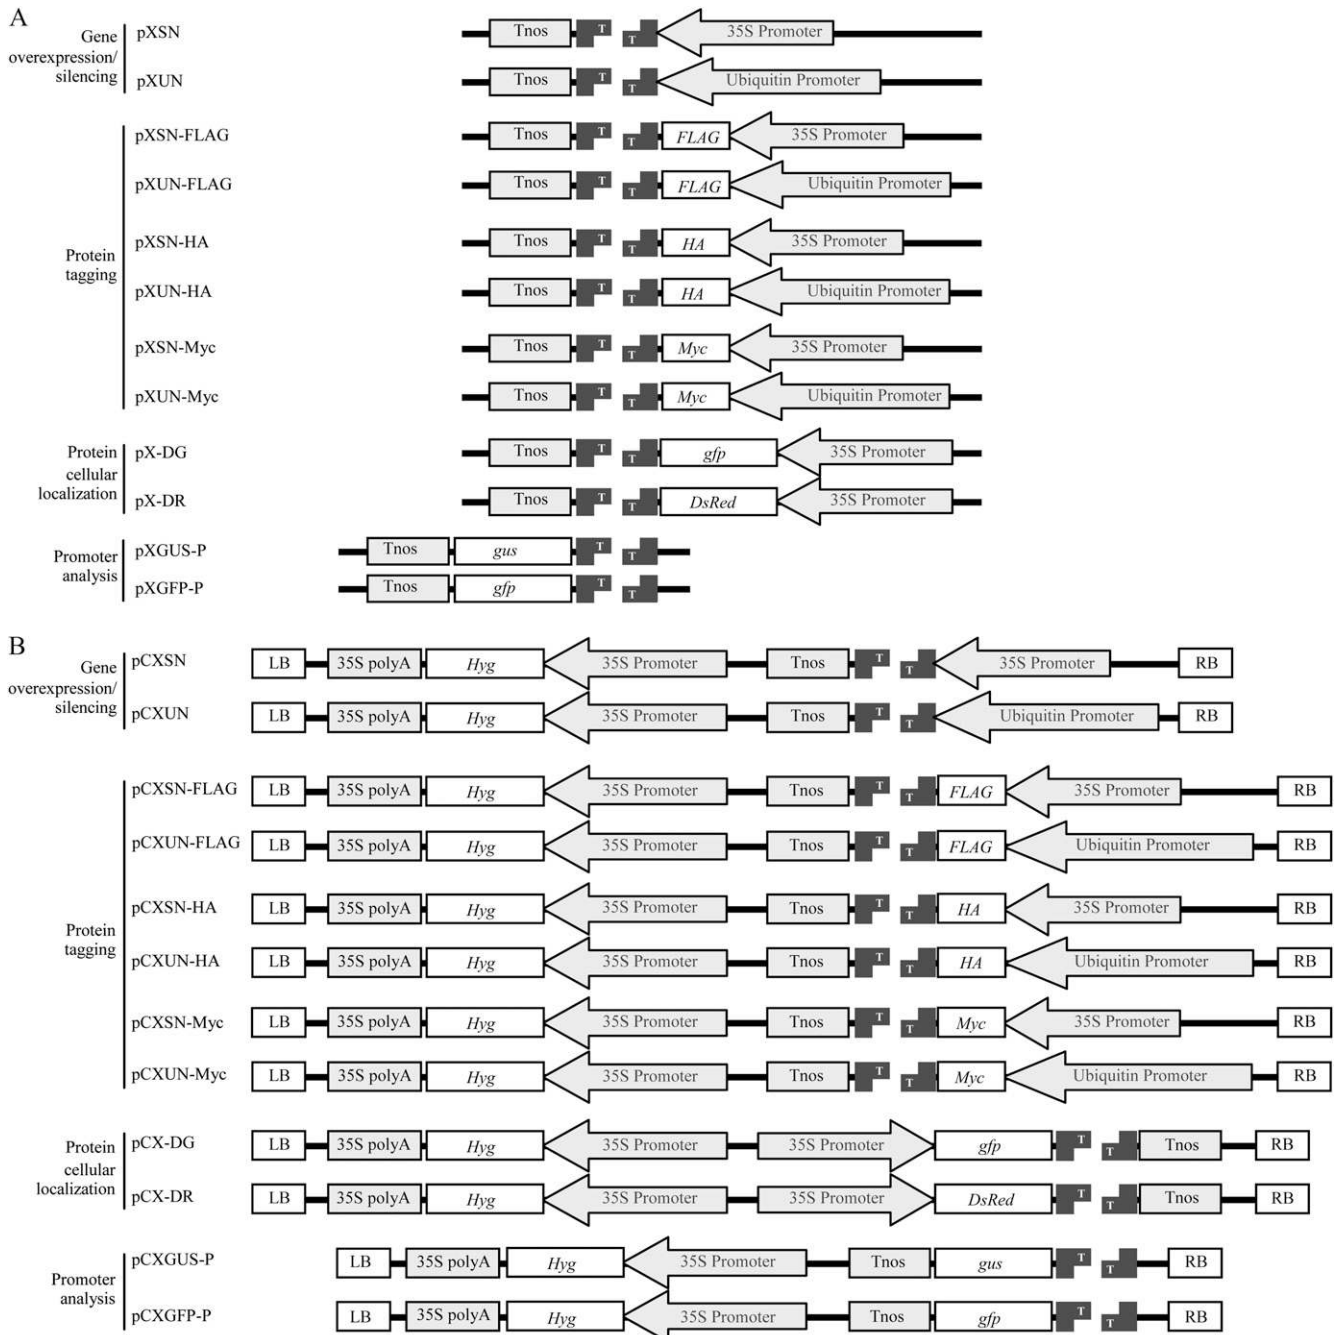 A
Gene
overexpression/
silencing
pXSN Tnos T T 35S Promoter
pXUN Tnos T T Ubiquitin Promoter
Protein
tagging
pXSN-FLAG Tnos T T FLAG 35S Promoter
pXUN-FLAG Tnos T T FLAG Ubiquitin Promoter
pXSN-HA Tnos T T HA 35S Promoter
pXUN-HA Tnos T T HA Ubiquitin Promoter
pXSN-Myc Tnos T T Myc 35S Promoter
pXUN-Myc Tnos T T Myc Ubiquitin Promoter
Protein
cellular
localization
pX-DG Tnos T T gfp 35S Promoter
pX-DR Tnos T T DsRed 35S Promoter
Promoter
analysis
pXGUS-P Tnos gus T T
pXGFP-P Tnos gfp T T
B
Gene
overexpression/
silencing
pCXSN LB 35S polyA Hyg 35S Promoter Tnos T T 35S Promoter RB
pCXUN LB 35S polyA Hyg 35S Promoter Tnos T T Ubiquitin Promoter RB
Protein
tagging
pCXSN-FLAG LB 35S polyA Hyg 35S Promoter Tnos T T FLAG 35S Promoter RB
pCXUN-FLAG LB 35S polyA Hyg 35S Promoter Tnos T T FLAG Ubiquitin Promoter RB
pCXSN-HA LB 35S polyA Hyg 35S Promoter Tnos T T HA 35S Promoter RB
pCXUN-HA LB 35S polyA Hyg 35S Promoter Tnos T T HA Ubiquitin Promoter RB
pCXSN-Myc LB 35S polyA Hyg 35S Promoter Tnos T T Myc 35S Promoter RB
pCXUN-Myc LB 35S polyA Hyg 35S Promoter Tnos T T Myc Ubiquitin Promoter RB
Protein
cellular
localization
pCX-DG LB 35S polyA Hyg 35S Promoter 35S Promoter gfp T T Tnos RB
pCX-DR LB 35S polyA Hyg 35S Promoter 35S Promoter DsRed T T Tnos RB
Promoter
analysis
pCXGUS-P LB 35S polyA Hyg 35S Promoter Tnos gus T T RB
pCXGFP-P LB 35S polyA Hyg 35S Promoter Tnos gfp T T RB